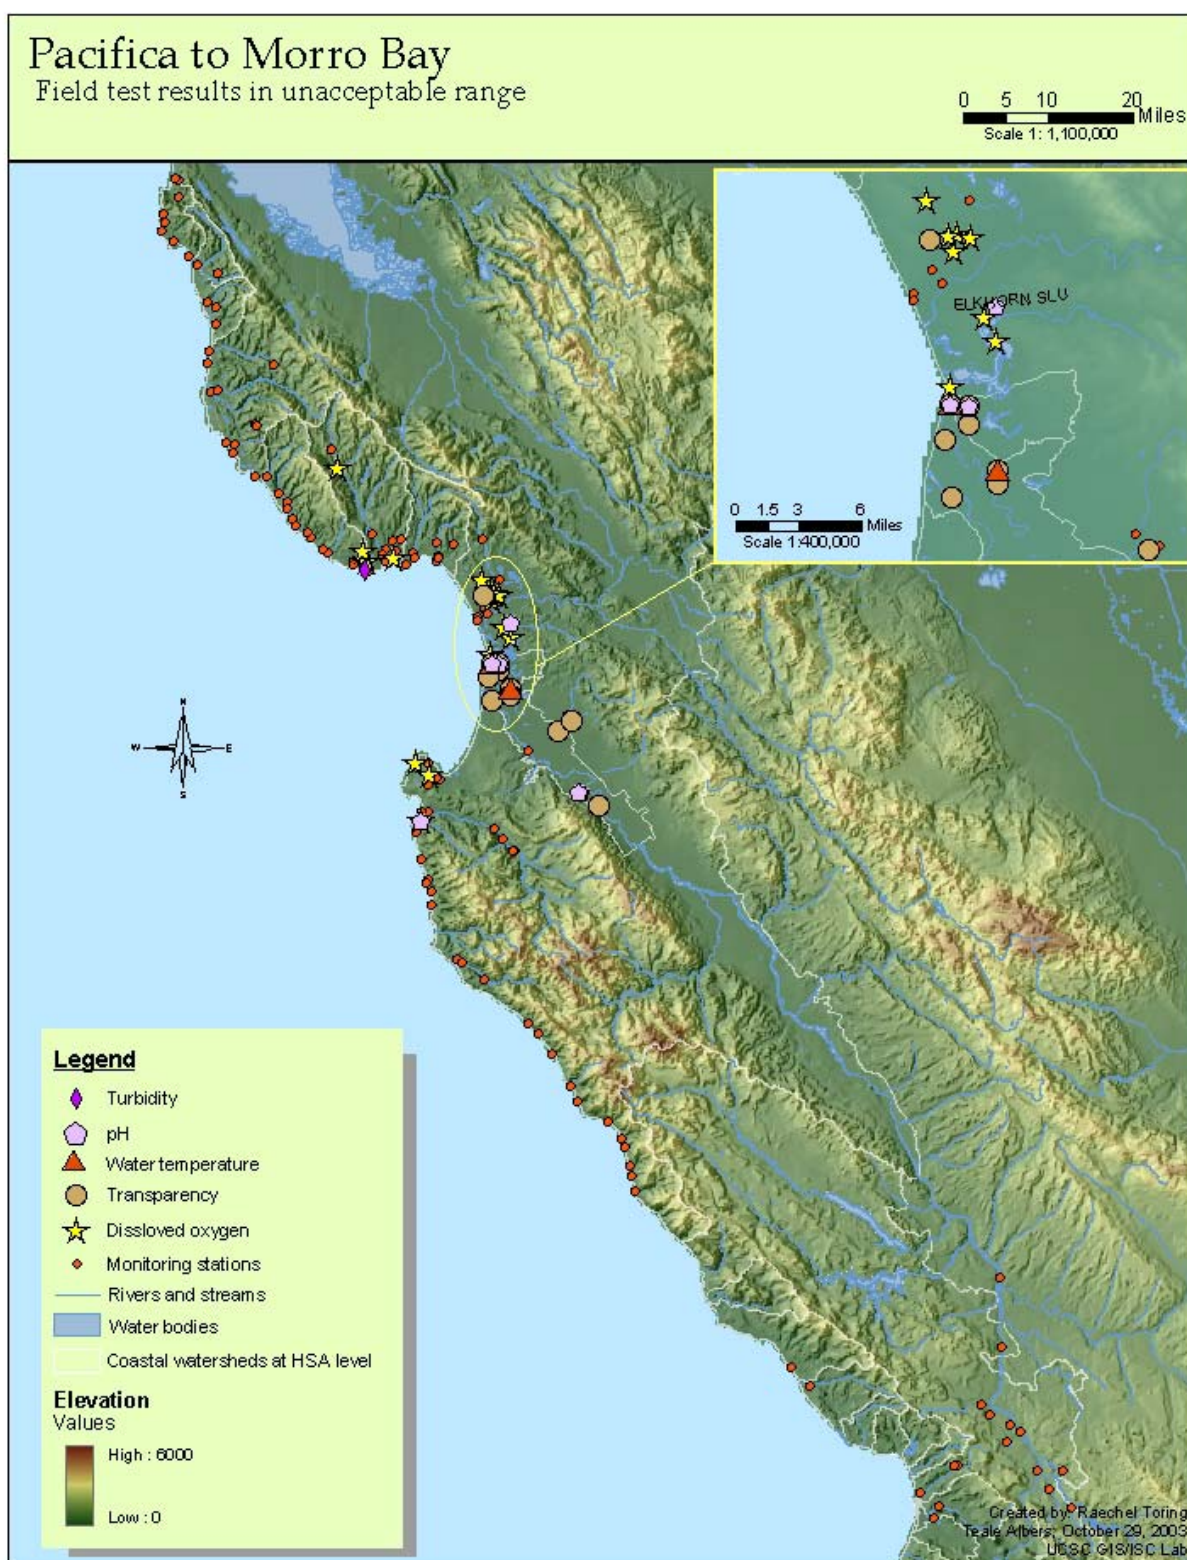 Pacifica to Morro Bay
Field test results in unacceptable range
0 5 10 20 Miles
Scale 1: 1,100,000
ELKHORN SLU
0 1.5 3 6 Miles
Scale 1:400,000
N
W E
S
Legend
Turbidity
pH
Water temperature
Transparency
Dissloved oxygen
Monitoring stations
Rivers and streams
Water bodies
Coastal watersheds at HSA level
Elevation
Values
High : 6000
Low : 0
Created by: Raechel Toring
Teale Albers; October 29, 2003
UCSC GIS/ISC Lab